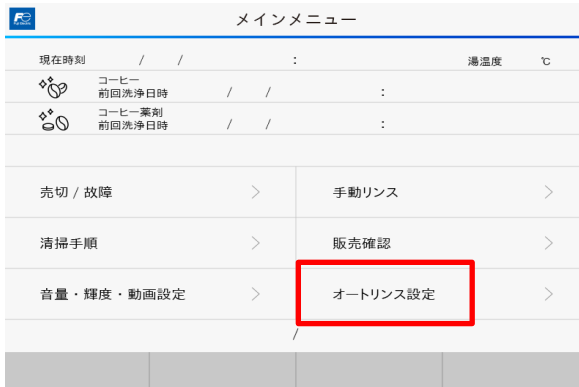 メインメニュー
現在時刻 / / : 湯温度 ℃
コーヒー
前回洗浄日時 / / :
コーヒー薬剤
前回洗浄日時 / / :
売切 / 故障
手動リンス
清掃手順
販売確認
音量・輝度・動画設定
オートリンス設定
/